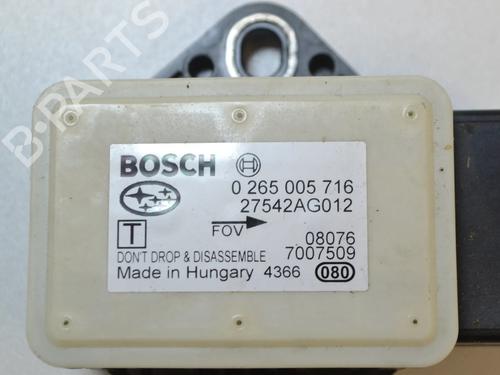 B-PARTS
BOSCH
0 265 005 716
27542AG012
T
FOV
08076
DON'T DROP & DISASSEMBLE 7007509
Made in Hungary 4366 080